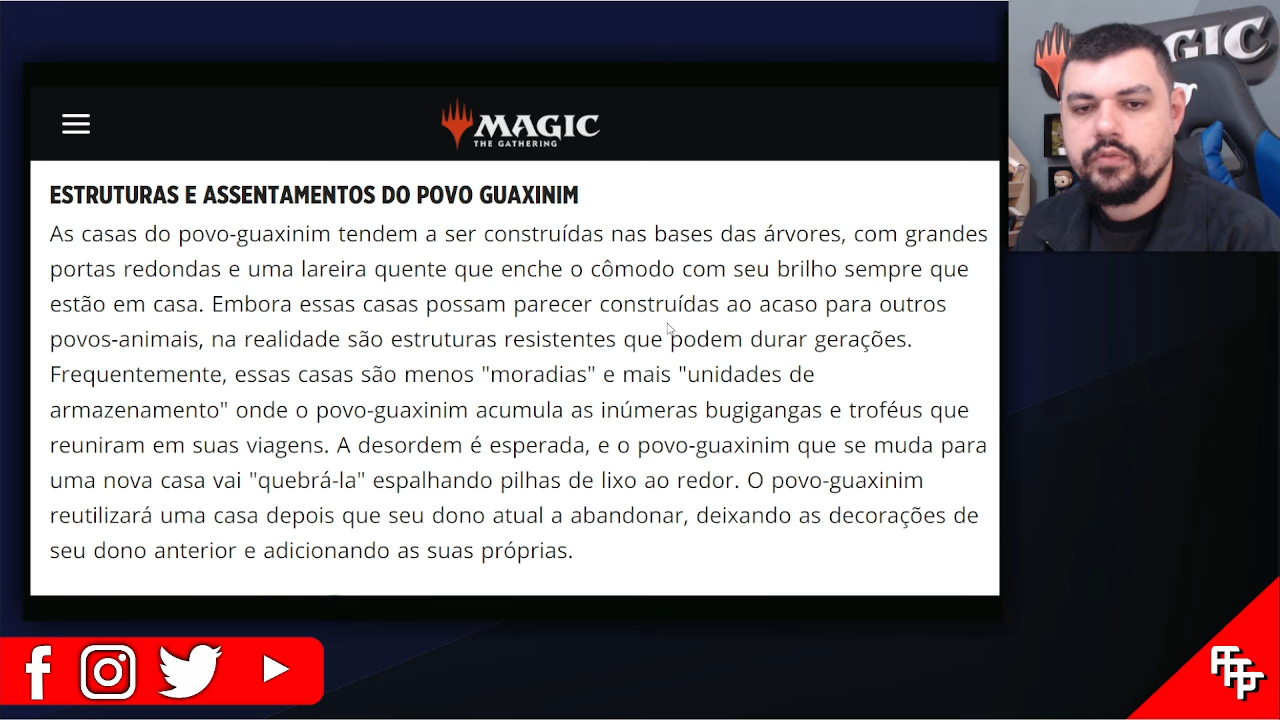 MAGIC
THE GATHERING
GIC
ESTRUTURAS E ASSENTAMENTOS DO POVO GUAXINIM
As casas do povo-guaxinim tendem a ser construídas nas bases das árvores, com grandes
portas redondas e uma lareira quente que enche o cômodo com seu brilho sempre que
estão em casa. Embora essas casas possam parecer construídas ao acaso para outros
povos-animais, na realidade são estruturas resistentes que podem durar gerações.
Frequentemente, essas casas são menos "moradias" e mais "unidades de
armazenamento" onde o povo-guaxinim acumula as inúmeras bugigangas e troféus que
reuniram em suas viagens. A desordem é esperada, e o povo-guaxinim que se muda para
uma nova casa vai "quebrá-la" espalhando pilhas de lixo ao redor. O povo-guaxinim
reutilizará uma casa depois que seu dono atual a abandonar, deixando as decorações de
seu dono anterior e adicionando as suas próprias.